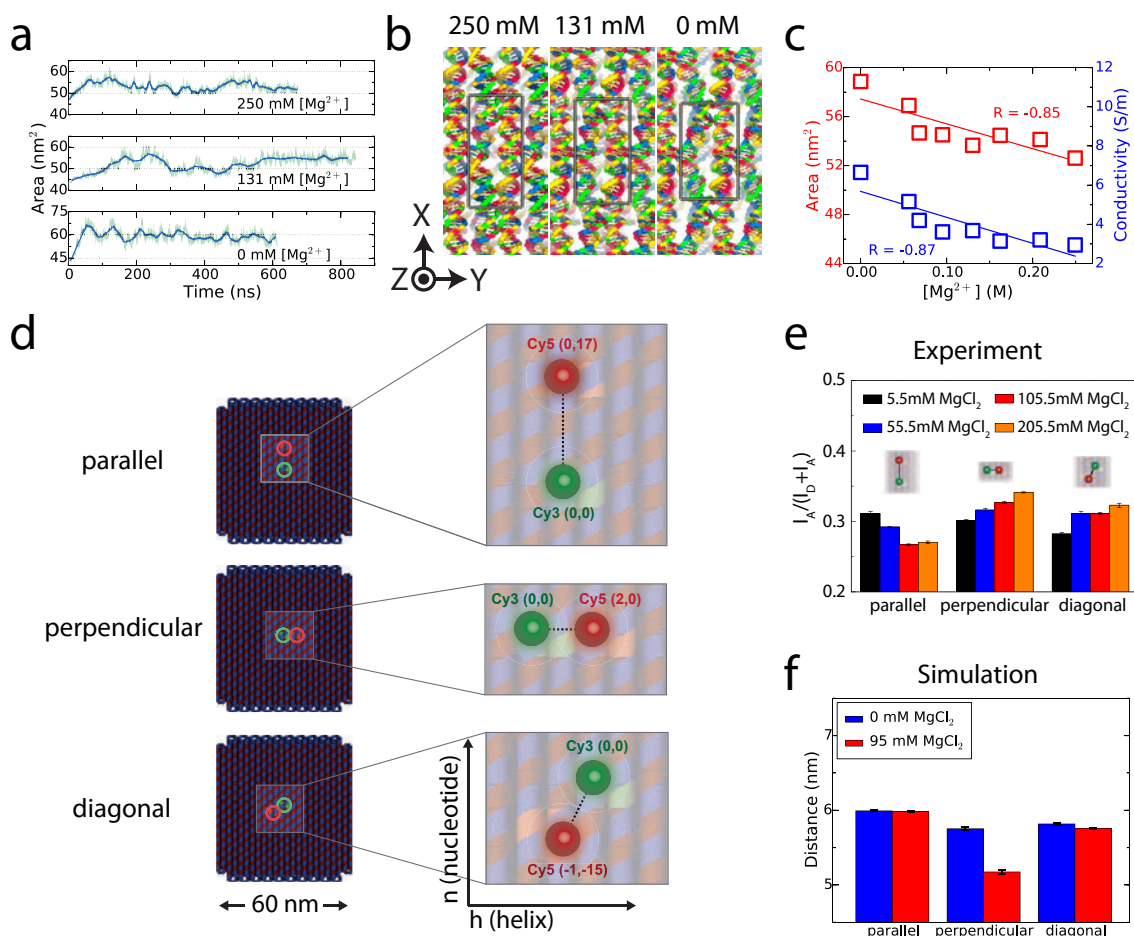 a
250 mM [Mg²⁺]
131 mM [Mg²⁺]
0 mM [Mg²⁺]
60
50
40
60
50
40
75
60
45
Area (nm²)
0 200 400 600 800
Time (ns)
b
250 mM 131 mM 0 mM
X
Z Y
c
60
56
52
48
44
Area (nm²)
R = -0.85
R = -0.87
12
10
8
6
4
2
Conductivity (S/m)
0.00 0.10 0.20
[Mg²⁺] (M)
d
parallel
Cy5 (0,17)
Cy3 (0,0)
perpendicular
Cy3 (0,0) Cy5 (2,0)
diagonal
Cy3 (0,0)
Cy5 (-1,-15)
60 nm
n (nucleotide)
h (helix)
e
Experiment
0.5
0.4
0.3
0.2
I_A/(I_D+I_A)
5.5mM MgCl₂ 105.5mM MgCl₂
55.5mM MgCl₂ 205.5mM MgCl₂
parallel perpendicular diagonal
f
Simulation
7
6
5
Distance (nm)
0 mM MgCl₂
95 mM MgCl₂
parallel perpendicular diagonal